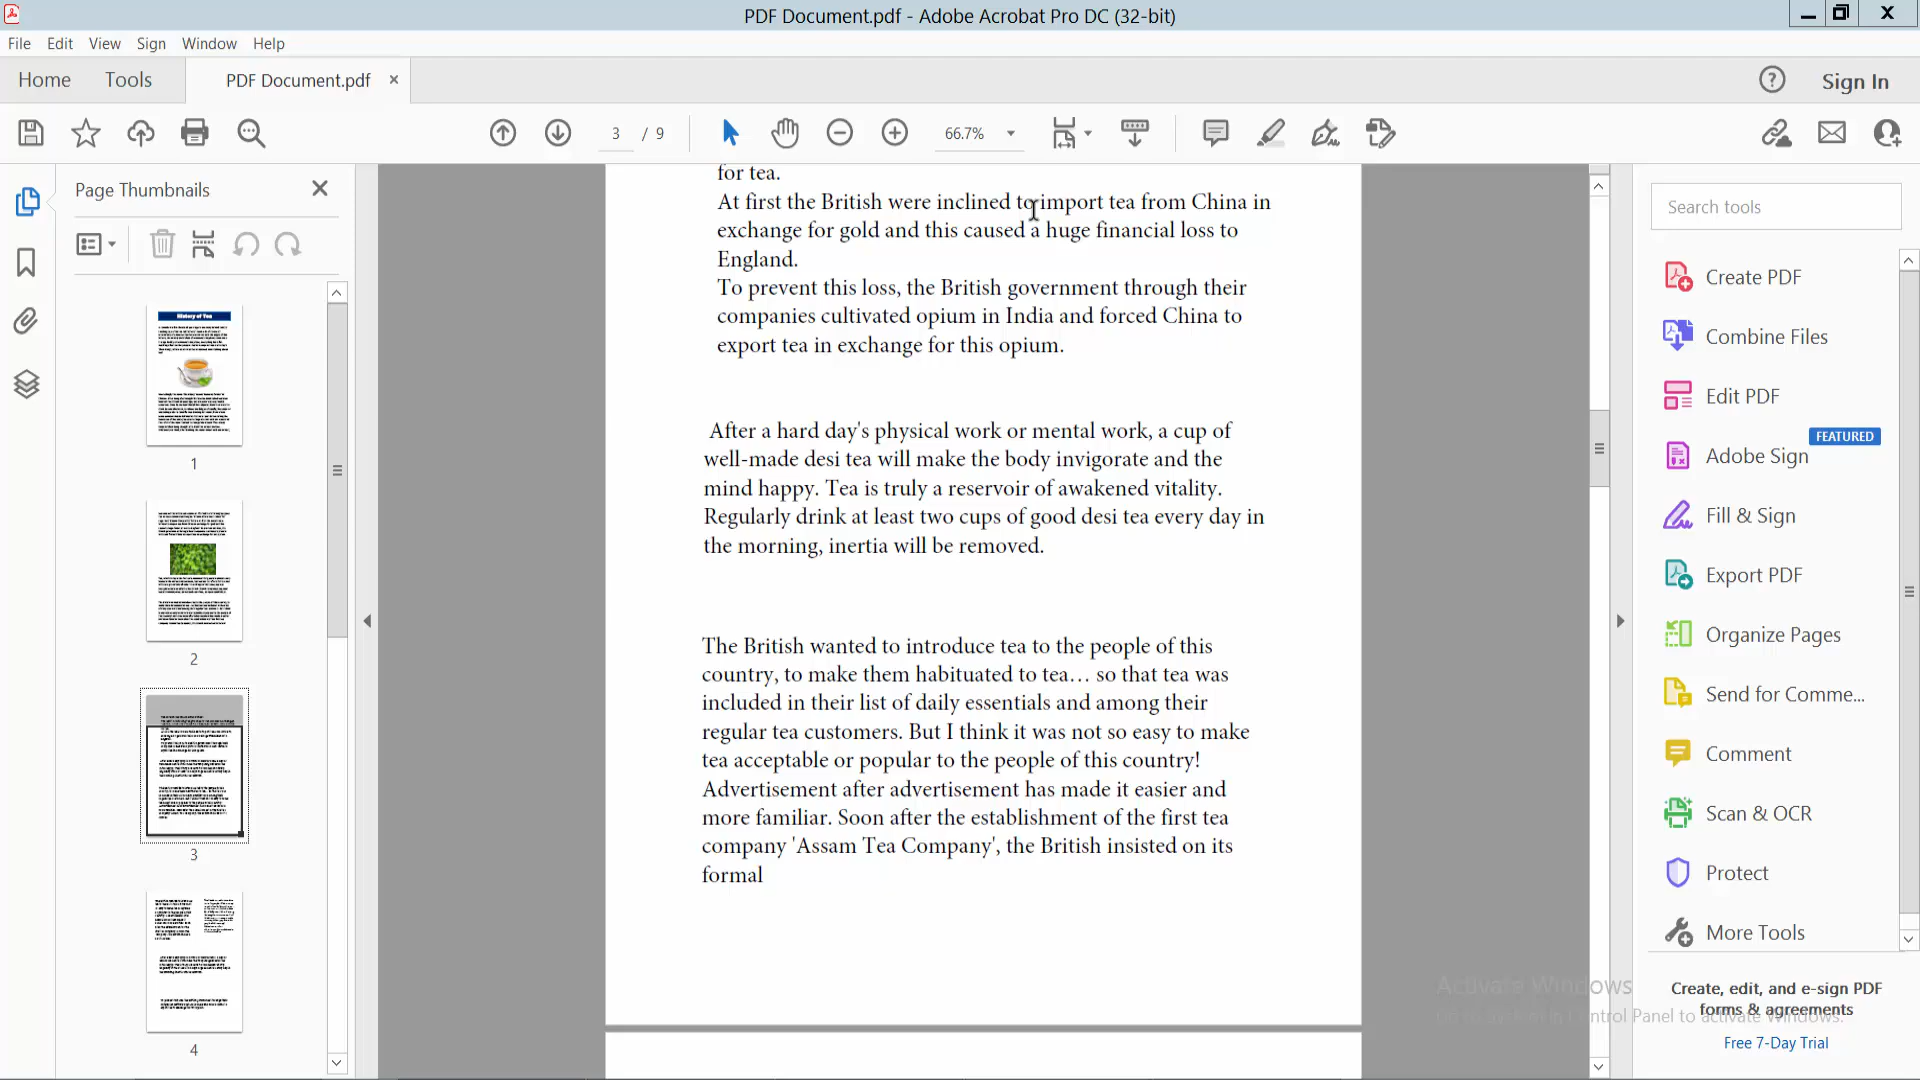 PDF Document.pdf - Adobe Acrobat Pro DC (32-bit)
File Edit View Sign Window Help
Home Tools PDF Document.pdf
Sign In
3 / 9
66.7%
Page Thumbnails
History of Tea
1
2
3
4
for tea.
At first the British were inclined to import tea from China in
exchange for gold and this caused a huge financial loss to
England.
To prevent this loss, the British government through their
companies cultivated opium in India and forced China to
export tea in exchange for this opium.
After a hard day's physical work or mental work, a cup of
well-made desi tea will make the body invigorate and the
mind happy. Tea is truly a reservoir of awakened vitality.
Regularly drink at least two cups of good desi tea every day in
the morning, inertia will be removed.
The British wanted to introduce tea to the people of this
country, to make them habituated to tea… so that tea was
included in their list of daily essentials and among their
regular tea customers. But I think it was not so easy to make
tea acceptable or popular to the people of this country!
Advertisement after advertisement has made it easier and
more familiar. Soon after the establishment of the first tea
company 'Assam Tea Company', the British insisted on its
formal
Search tools
Create PDF
Combine Files
Edit PDF
FEATURED
Adobe Sign
Fill & Sign
Export PDF
Organize Pages
Send for Comme...
Comment
Scan & OCR
Protect
More Tools
Activate Windows
Go to System in Control Panel to activate Windows.
Create, edit, and e-sign PDF
forms & agreements
Free 7-Day Trial